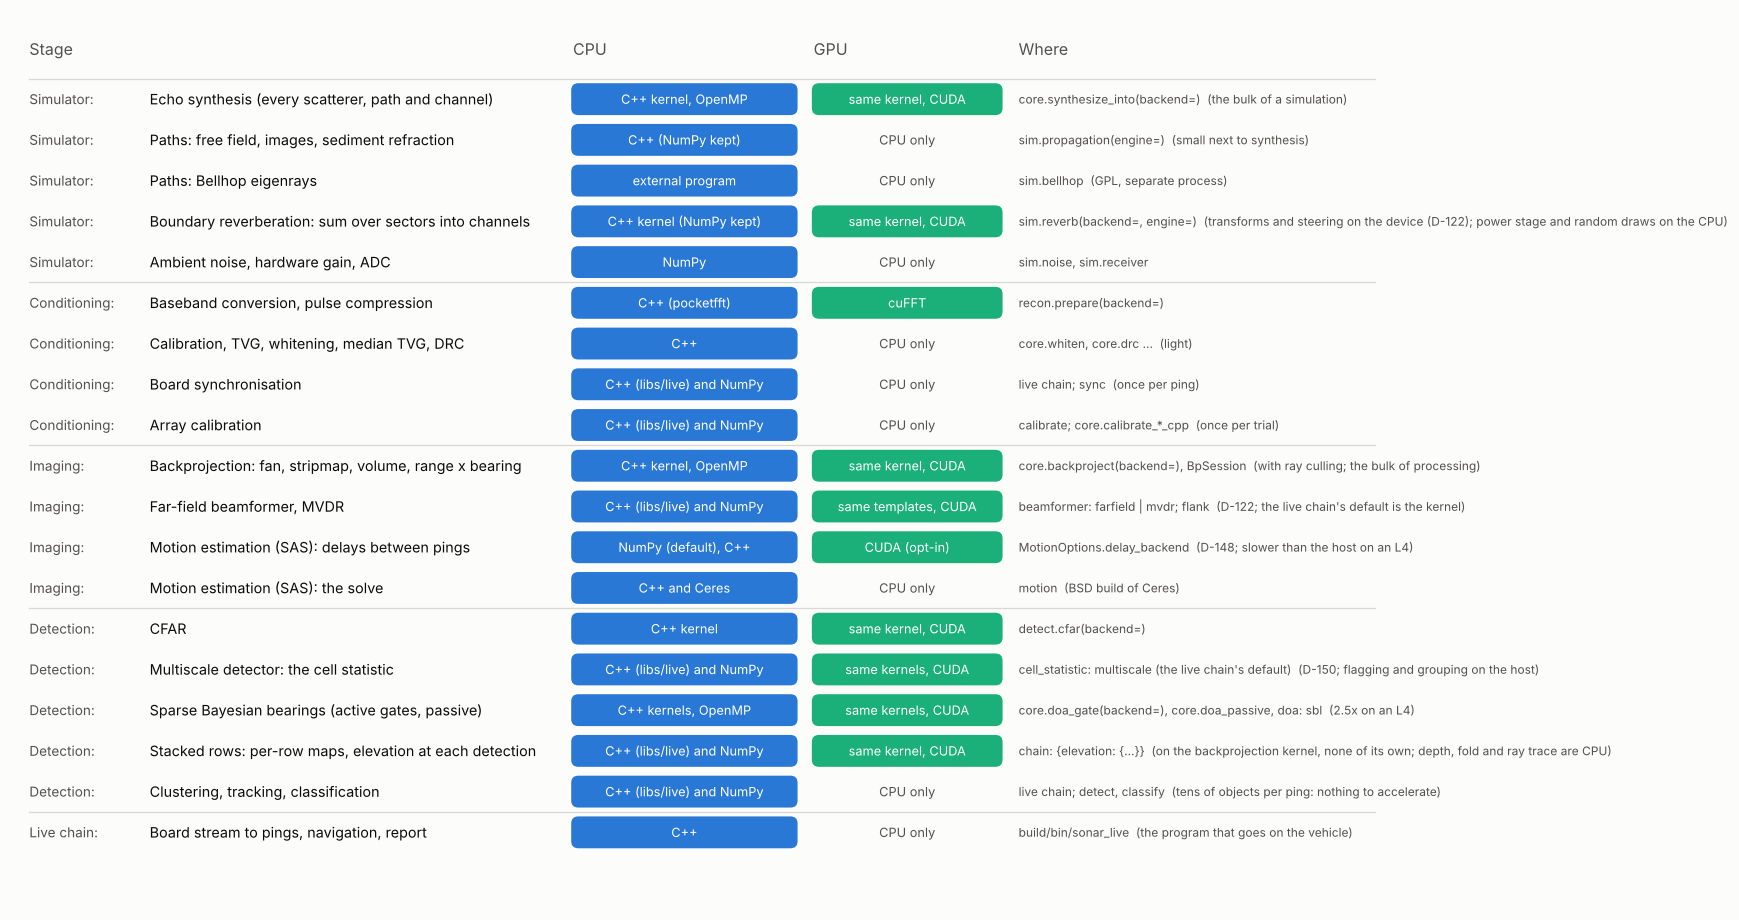 Stage CPU GPU Where
Simulator: Echo synthesis (every scatterer, path and channel) C++ kernel, OpenMP same kernel, CUDA core.synthesize_into(backend=) (the bulk of a simulation)
Simulator: Paths: free field, images, sediment refraction C++ (NumPy kept) CPU only sim.propagation(engine=) (small next to synthesis)
Simulator: Paths: Bellhop eigenrays external program CPU only sim.bellhop (GPL, separate process)
Simulator: Boundary reverberation: sum over sectors into channels C++ kernel (NumPy kept) same kernel, CUDA sim.reverb(backend=, engine=) (transforms and steering on the device (D-122); power stage and random draws on the CPU)
Simulator: Ambient noise, hardware gain, ADC NumPy CPU only sim.noise, sim.receiver
Conditioning: Baseband conversion, pulse compression C++ (pocketfft) cuFFT recon.prepare(backend=)
Conditioning: Calibration, TVG, whitening, median TVG, DRC C++ CPU only core.whiten, core.drc ... (light)
Conditioning: Board synchronisation C++ (libs/live) and NumPy CPU only live chain; sync (once per ping)
Conditioning: Array calibration C++ (libs/live) and NumPy CPU only calibrate; core.calibrate_*_cpp (once per trial)
Imaging: Backprojection: fan, stripmap, volume, range x bearing C++ kernel, OpenMP same kernel, CUDA core.backproject(backend=), BpSession (with ray culling; the bulk of processing)
Imaging: Far-field beamformer, MVDR C++ (libs/live) and NumPy same templates, CUDA beamformer: farfield | mvdr; flank (D-122; the live chain's default is the kernel)
Imaging: Motion estimation (SAS): delays between pings NumPy (default), C++ CUDA (opt-in) MotionOptions.delay_backend (D-148; slower than the host on an L4)
Imaging: Motion estimation (SAS): the solve C++ and Ceres CPU only motion (BSD build of Ceres)
Detection: CFAR C++ kernel same kernel, CUDA detect.cfar(backend=)
Detection: Multiscale detector: the cell statistic C++ (libs/live) and NumPy same kernels, CUDA cell_statistic: multiscale (the live chain's default) (D-150; flagging and grouping on the host)
Detection: Sparse Bayesian bearings (active gates, passive) C++ kernels, OpenMP same kernels, CUDA core.doa_gate(backend=), core.doa_passive, doa: sbl (2.5x on an L4)
Detection: Stacked rows: per-row maps, elevation at each detection C++ (libs/live) and NumPy same kernel, CUDA chain: {elevation: {...}} (on the backprojection kernel, none of its own; depth, fold and ray trace are CPU)
Detection: Clustering, tracking, classification C++ (libs/live) and NumPy CPU only live chain; detect, classify (tens of objects per ping: nothing to accelerate)
Live chain: Board stream to pings, navigation, report C++ CPU only build/bin/sonar_live (the program that goes on the vehicle)